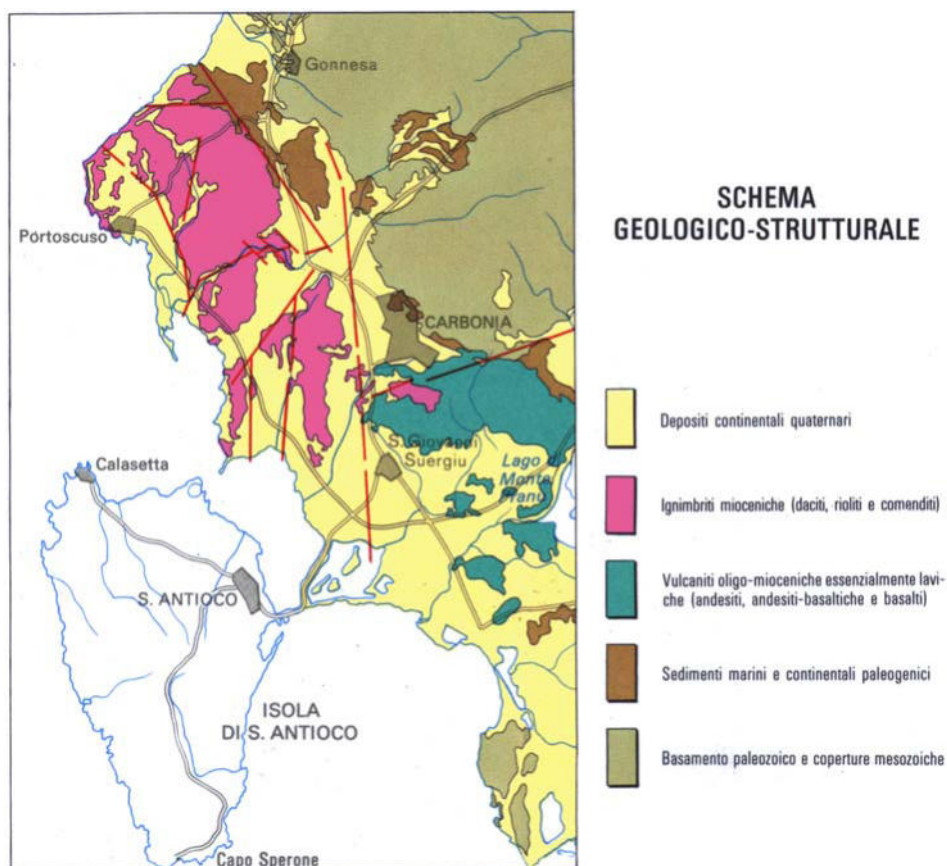 Gonnesa
Portoscuso
CARBONIA
S. Giovanni
Suergiu
Lago di
Monte
Pranu
Calasetta
S. ANTIOCO
ISOLA
DI S. ANTIOCO
Capo Sperone
SCHEMA
GEOLOGICO-STRUTTURALE
Depositi continentali quaternari
Ignimbriti mioceniche (daciti, rioliti e comenditi)
Vulcaniti oligo-mioceniche essenzialmente lavi-
che (andesiti, andesiti-basaltiche e basalti)
Sedimenti marini e continentali paleogenici
Basamento paleozoico e coperture mesozoiche